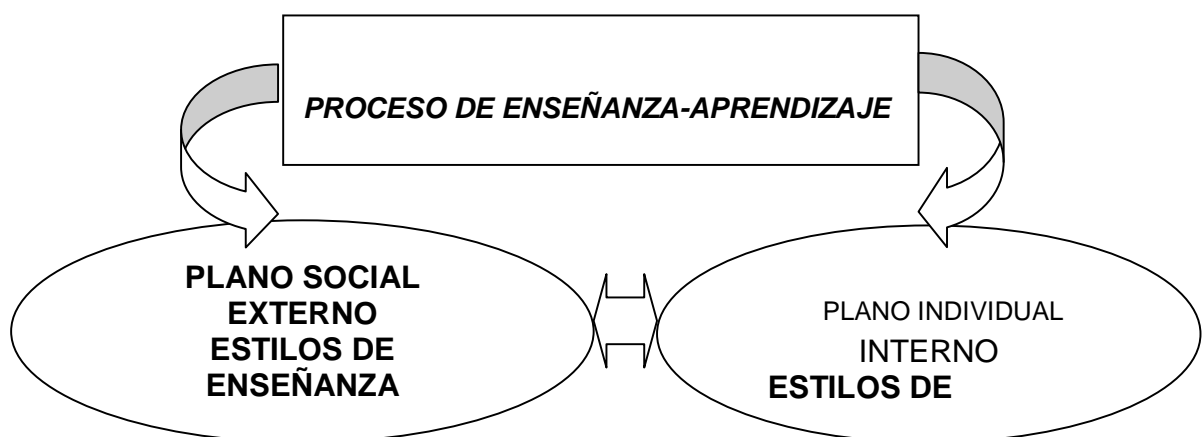 PROCESO DE ENSEÑANZA-APRENDIZAJE
PLANO SOCIAL
EXTERNO
ESTILOS DE
ENSEÑANZA
PLANO INDIVIDUAL
INTERNO
ESTILOS DE